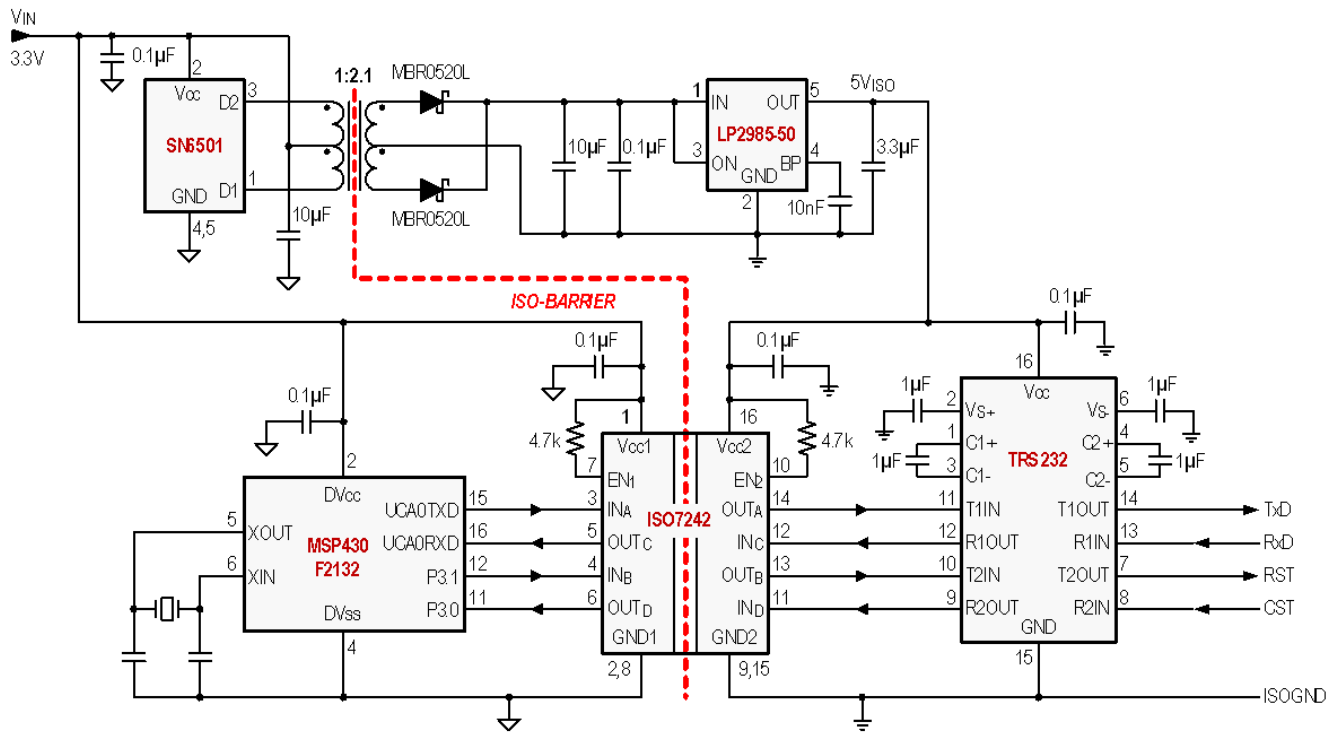 VIN
3.3V
0.1µF
2
Vcc
3
D2
SN6501
D1
1
GND
4,5
10µF
1:2.1
MBR0520L
MBR0520L
10µF
0.1µF
1
IN
OUT
5
LP2985-50
3
ON
BP
4
GND
2
10nF
5VISO
3.3µF
ISO-BARRIER
0.1µF
0.1µF
0.1µF
0.1µF
2
DVcc
5
XOUT
6
XIN
MSP430
F2132
UCA0TXD
15
UCA0RXD
16
P3.1
12
P3.0
11
DVss
4
4.7k
1
Vcc1
7
EN1
3
INA
5
OUTC
4
INB
6
OUTD
GND1
2,8
ISO7242
16
Vcc2
4.7k
10
EN2
14
OUTA
12
INC
13
OUTB
11
IND
GND2
9,15
16
Vcc
1µF
2
VS+
1
C1+
1µF
3
C1-
TRS232
VS-
6
1µF
C2+
4
1µF
C2-
5
11
T1IN
T1OUT
14
TxD
12
R1OUT
R1IN
13
RxD
10
T2IN
T2OUT
7
RST
9
R2OUT
R2IN
8
CST
GND
15
ISOGND